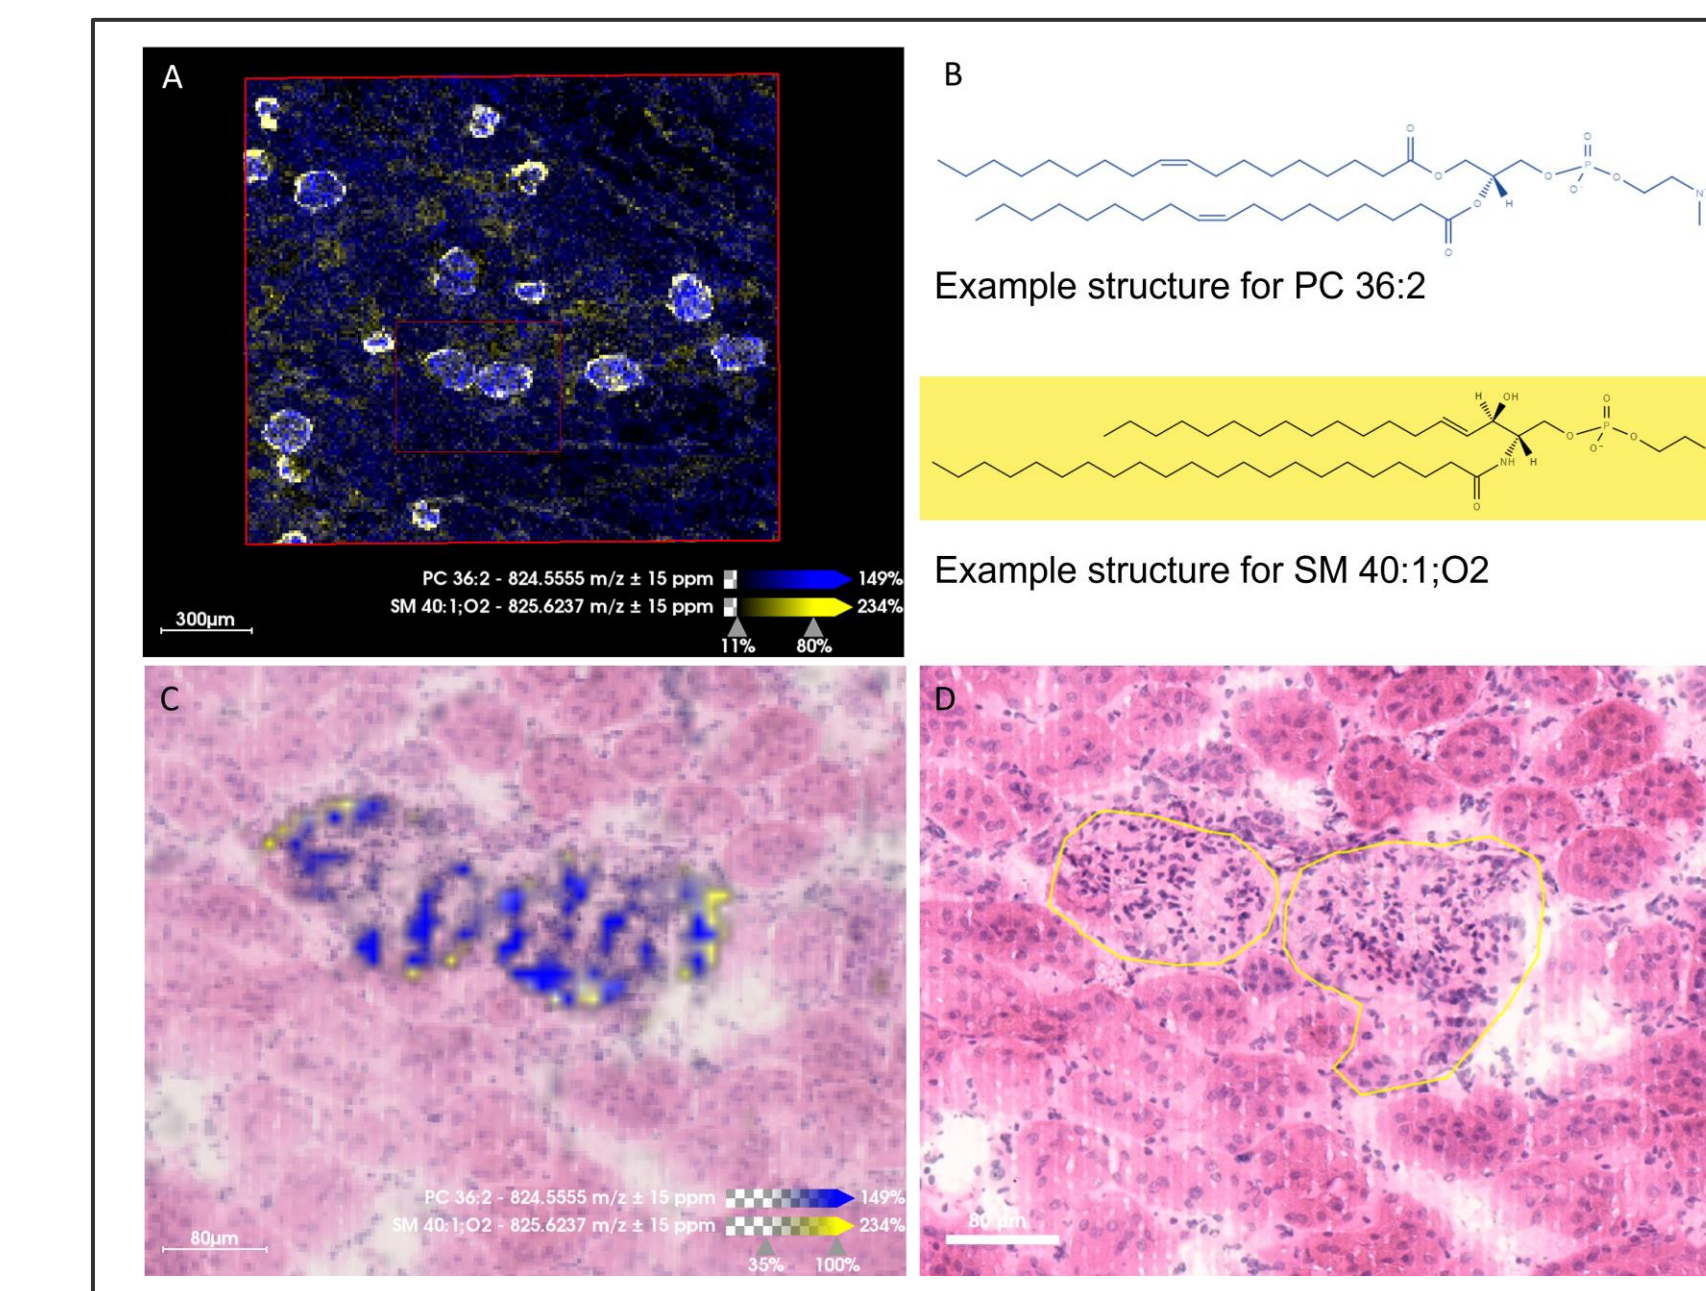 A
PC 36:2 - 824.5555 m/z ± 15 ppm
149%
SM 40:1;O2 - 825.6237 m/z ± 15 ppm
234%
300µm
11%
80%
B
O
O
O
H
O
O
P
O
O⁻
O
N
Example structure for PC 36:2
H
OH
NH
H
O
O
O
P
O⁻
O
Example structure for SM 40:1;O2
C
PC 36:2 - 824.5555 m/z ± 15 ppm
149%
SM 40:1;O2 - 825.6237 m/z ± 15 ppm
234%
80µm
35%
100%
D
80 µm